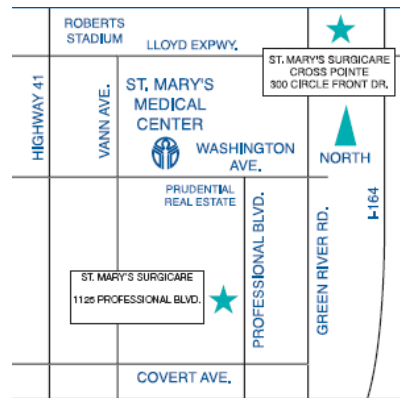 ROBERTS
STADIUM
LLOYD EXPWY.
ST. MARY'S SURGICARE
CROSS POINTE
300 CIRCLE FRONT DR.
HIGHWAY 41
VANN AVE.
ST. MARY'S
MEDICAL
CENTER
WASHINGTON
AVE.
NORTH
I-164
PRUDENTIAL
REAL ESTATE
PROFESSIONAL BLVD.
GREEN RIVER RD.
ST. MARY'S SURGICARE
1125 PROFESSIONAL BLVD.
COVERT AVE.